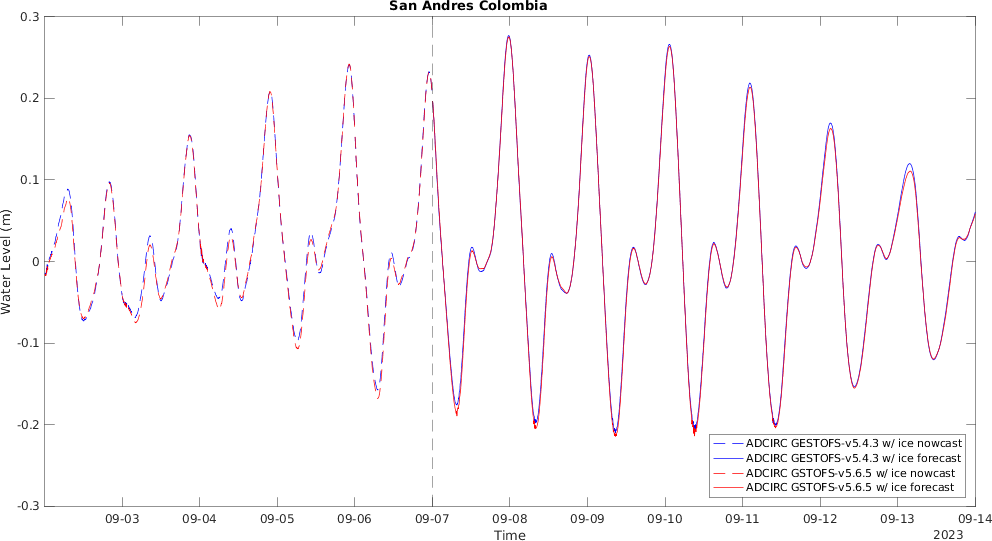 San Andres Colombia
0.3
0.2
0.1
0
-0.1
-0.2
-0.3
Water Level (m)
ADCIRC GESTOFS-v5.4.3 w/ ice nowcast
ADCIRC GESTOFS-v5.4.3 w/ ice forecast
ADCIRC GSTOFS-v5.6.5 w/ ice nowcast
ADCIRC GSTOFS-v5.6.5 w/ ice forecast
09-03 09-04 09-05 09-06 09-07 09-08 09-09 09-10 09-11 09-12 09-13 09-14
Time
2023